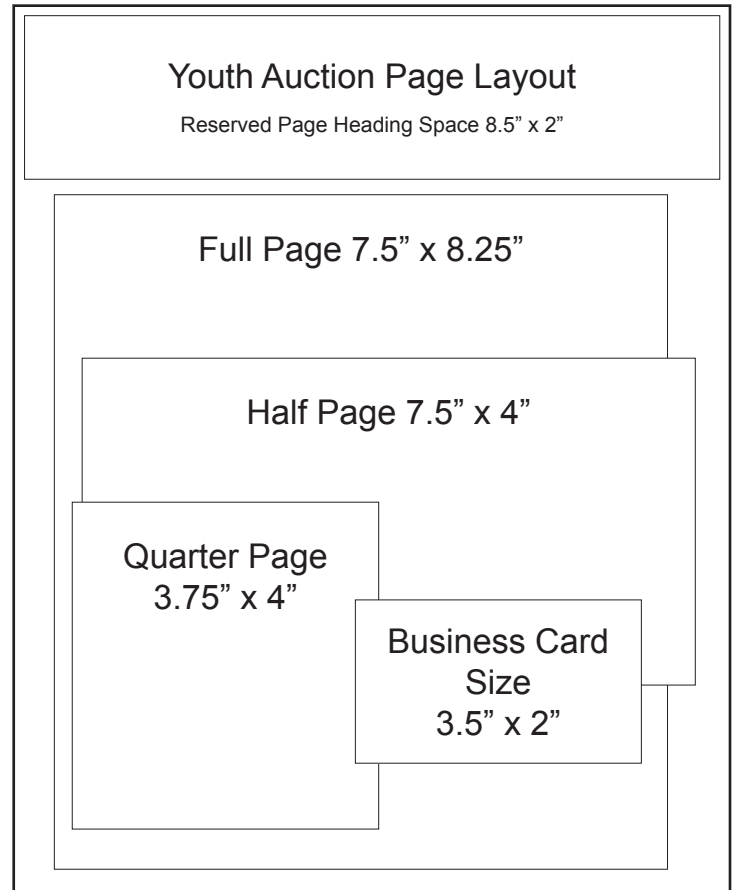 Youth Auction Page Layout
Reserved Page Heading Space 8.5” x 2”
Full Page 7.5” x 8.25”
Half Page 7.5” x 4”
Quarter Page
3.75” x 4”
Business Card
Size
3.5” x 2”